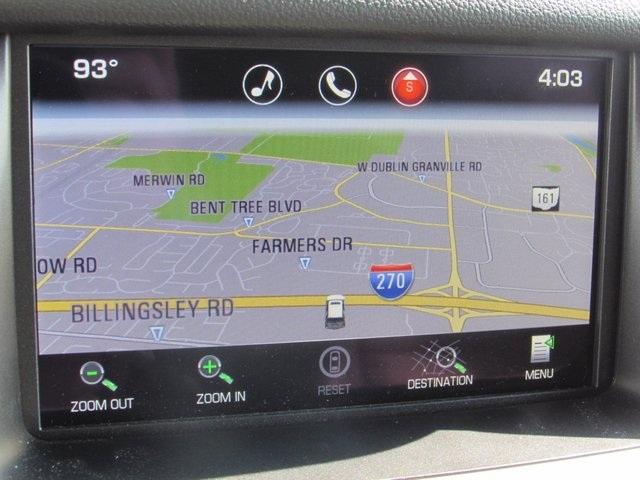 93° S 4:03
W DUBLIN GRANVILLE RD
MERWIN RD
161
BENT TREE BLVD
FARMERS DR
OW RD
270
BILLINGSLEY RD
ZOOM OUT ZOOM IN RESET DESTINATION MENU